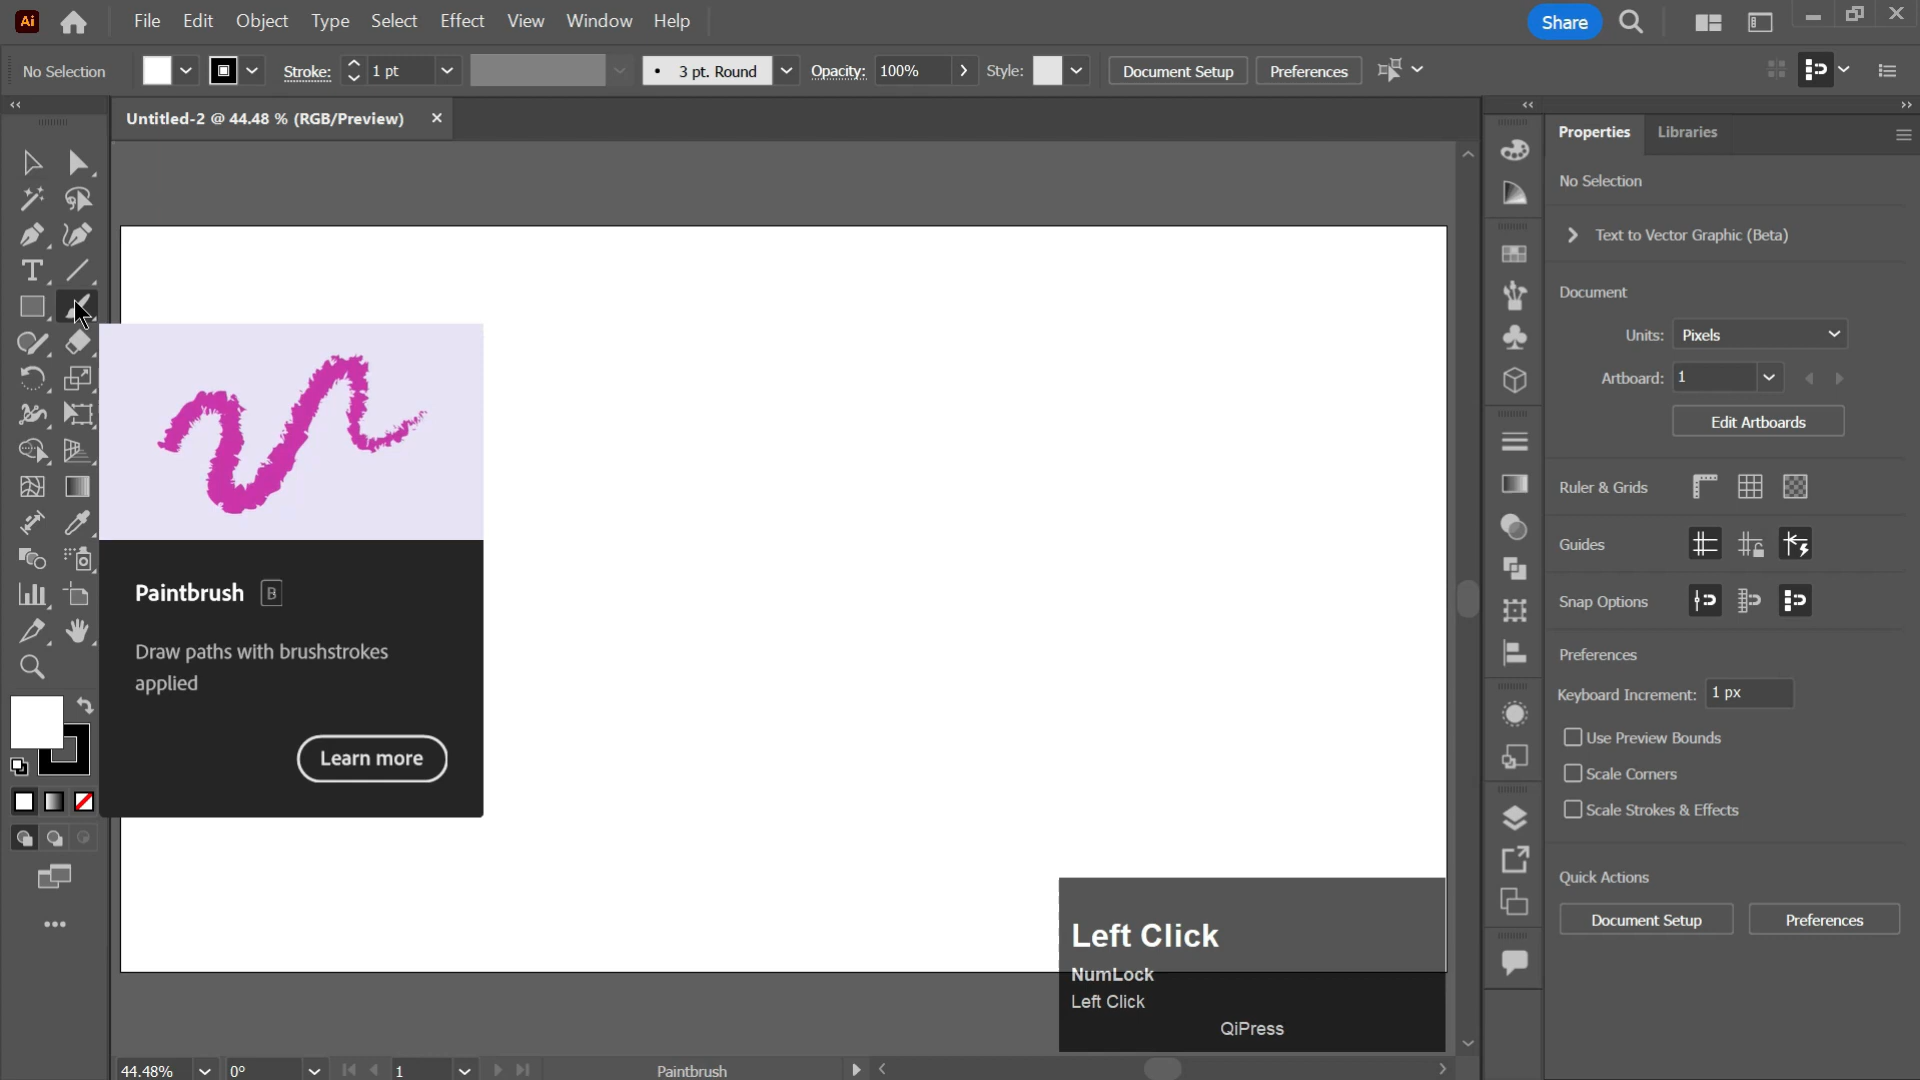 Ai
File Edit Object Type Select Effect View Window Help
Share
No Selection
Stroke: 1 pt
3 pt. Round
Opacity: 100%
Style:
Document Setup
Preferences
Untitled-2 @ 44.48 % (RGB/Preview)
Properties
Libraries
No Selection
Text to Vector Graphic (Beta)
Document
Units: Pixels
Artboard: 1
Edit Artboards
Ruler & Grids
Guides
Snap Options
Preferences
Keyboard Increment: 1 px
Use Preview Bounds
Scale Corners
Scale Strokes & Effects
Quick Actions
Document Setup
Preferences
Paintbrush B
Draw paths with brushstrokes
applied
Learn more
Left Click
NumLock
Left Click
QiPress
44.48%
0°
1
Paintbrush